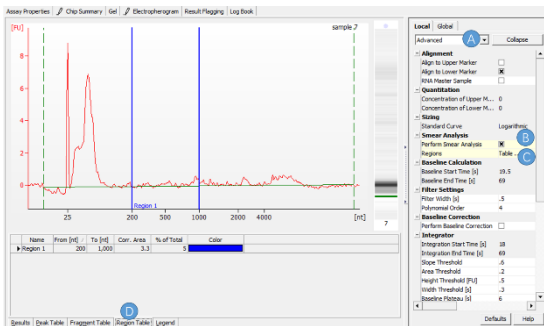 Assay Properties Chip Summary Gel Electropherogram Result Flagging Log Book
[FU]
sample 7
8
6
4
2
0
Region 1
25 200 500 1000 2000 4000 [nt]
7
Name From [nt] To [nt] Corr. Area % of Total Color
Region 1 200 1,000 3.3 5
D
Results Peak Table Fragment Table Region Table Legend
Local Global
Advanced A Collapse
Alignment
Align to Upper Marker
Align to Lower Marker
RNA Master Sample
Quantitation
Concentration of Upper M... 0
Concentration of Lower M... 0
Sizing
Standard Curve Logarithmic
Smear Analysis B
Perform Smear Analysis
Regions Table ... C
Baseline Calculation
Baseline Start Time [s] 19.5
Baseline End Time [s] 69
Filter Settings
Filter Width [s] .5
Polynomial Order 4
Baseline Correction
Perform Baseline Correction
Integrator
Integration Start Time [s] 18
Integration End Time [s] 69
Slope Threshold .6
Area Threshold .2
Height Threshold [FU] .5
Width Threshold [s] .3
Baseline Plateau [s] 6
Defaults Help